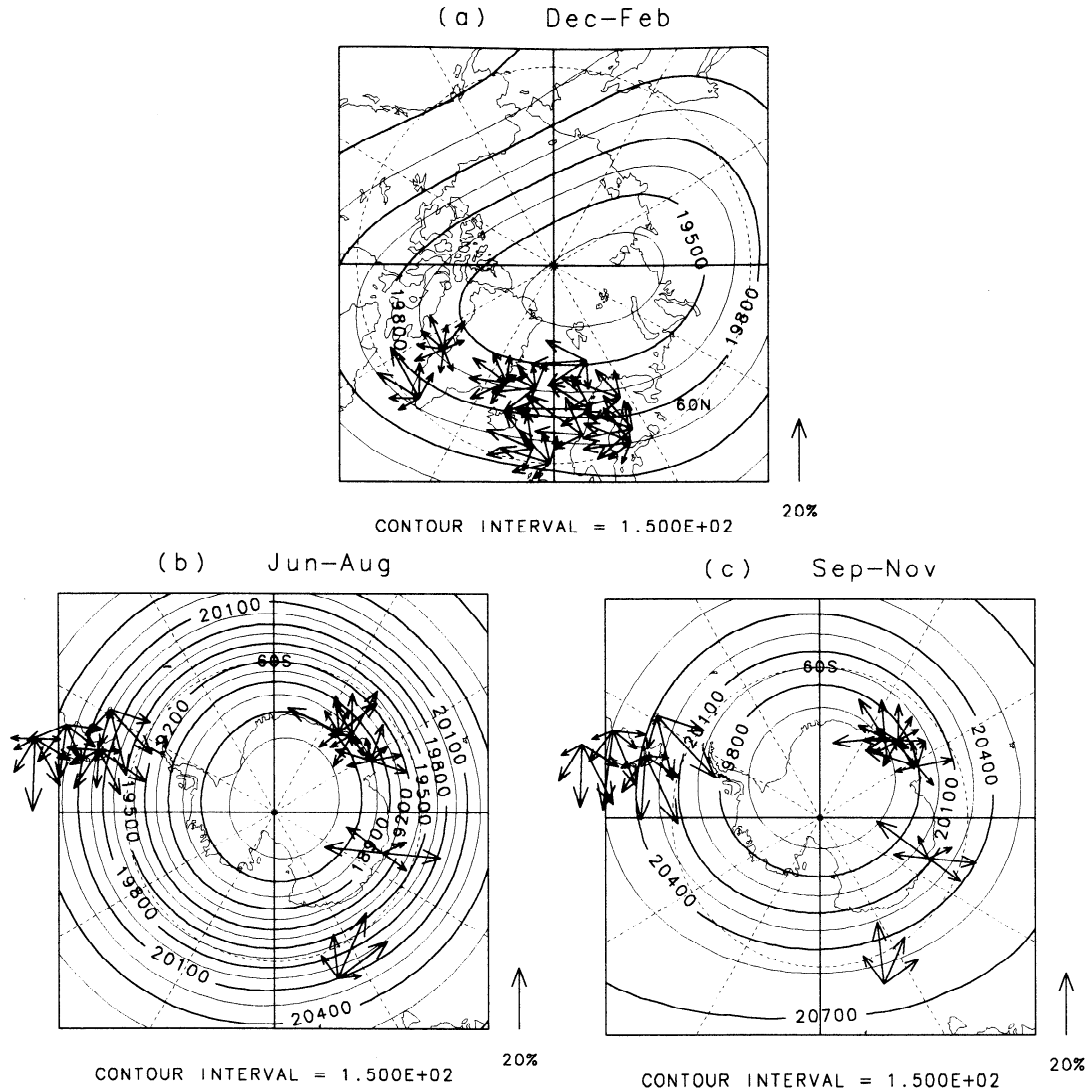 (a) Dec-Feb
19500
19800
19800
60N
20%
CONTOUR INTERVAL = 1.500E+02
(b) Jun-Aug
20100
60S
19200
20100
19800
19500
19200
18900
19500
19800
20100
20400
20%
CONTOUR INTERVAL = 1.500E+02
(c) Sep-Nov
60S
20100
19800
20400
20100
20400
20700
20%
CONTOUR INTERVAL = 1.500E+02